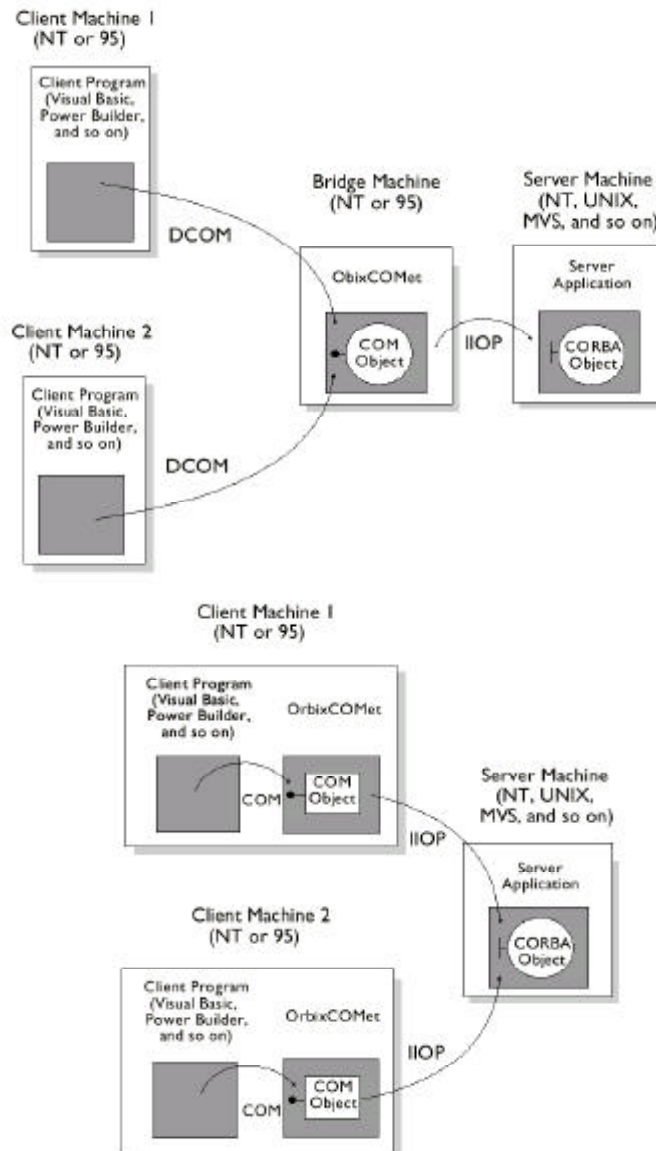 Client Machine 1
(NT or 95)
Client Program
(Visual Basic,
Power Builder,
and so on)
DCOM
Client Machine 2
(NT or 95)
Client Program
(Visual Basic,
Power Builder,
and so on)
DCOM
Bridge Machine
(NT or 95)
ObixCOMet
COM
Object
IIOP
Server Machine
(NT, UNIX,
MVS, and so on)
Server
Application
CORBA
Object
Client Machine 1
(NT or 95)
Client Program
(Visual Basic,
Power Builder,
and so on)
OrbixCOMet
COM
COM
Object
IIOP
Client Machine 2
(NT or 95)
Client Program
(Visual Basic,
Power Builder,
and so on)
OrbixCOMet
COM
COM
Object
IIOP
Server Machine
(NT, UNIX,
MVS, and so on)
Server
Application
CORBA
Object